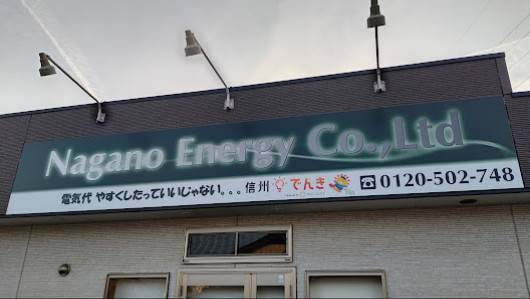 Nagano Energy Co.,Ltd
電気代 やすくしたっていいじゃない。。。信州 でんき ☎0120-502-748